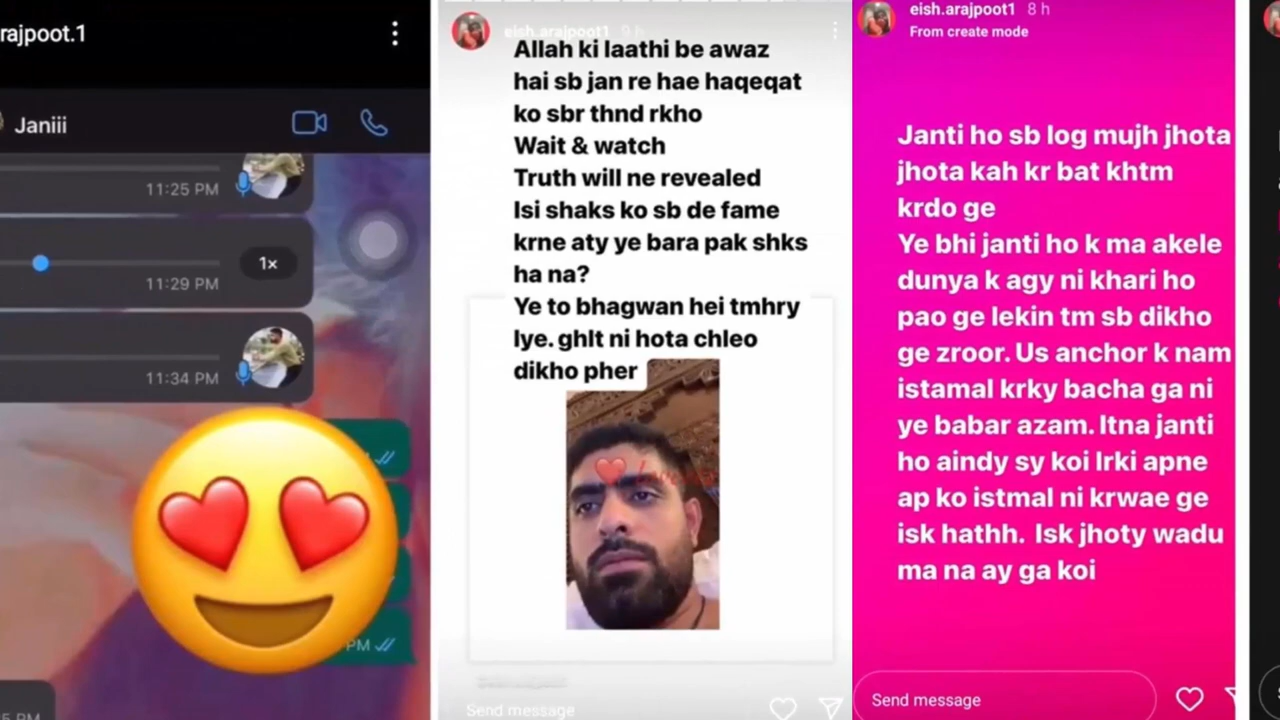 rajpoot.1
Janiii
11:25 PM
1x
11:29 PM
11:34 PM
PM
5 PM
eish.arajpoot1 9 h
Allah ki laathi be awaz
hai sb jan re hae haqeqat
ko sbr thnd rkho
Wait & watch
Truth will ne revealed
Isi shaks ko sb de fame
krne aty ye bara pak shks
ha na?
Ye to bhagwan hei tmhry
lye. ghlt ni hota chleo
dikho pher
Send message
eish.arajpoot1 8 h
From create mode
Janti ho sb log mujh jhota
jhota kah kr bat khtm
krdo ge
Ye bhi janti ho k ma akele
dunya k agy ni khari ho
pao ge lekin tm sb dikho
ge zroor. Us anchor k nam
istamal krky bacha ga ni
ye babar azam. Itna janti
ho aindy sy koi lrki apne
ap ko istmal ni krwae ge
isk hathh. Isk jhoty wadu
ma na ay ga koi
Send message